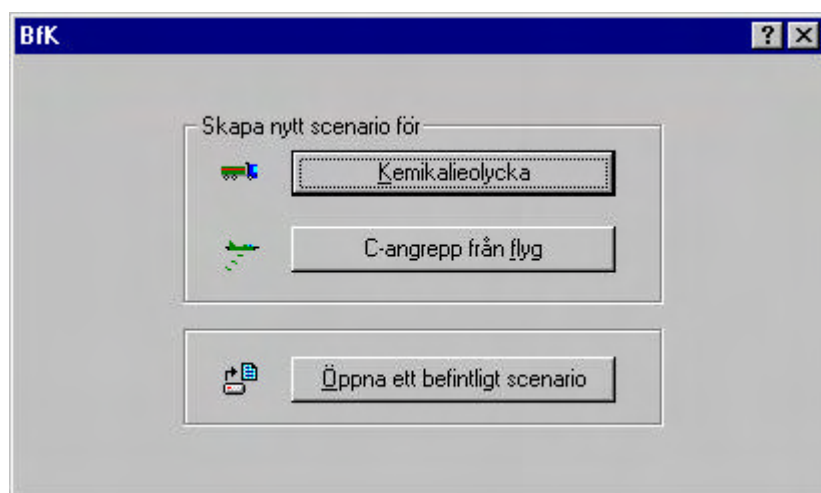 BfK
Skapa nytt scenario för
Kemikalieolycka
C-angrepp från flyg
Öppna ett befintligt scenario